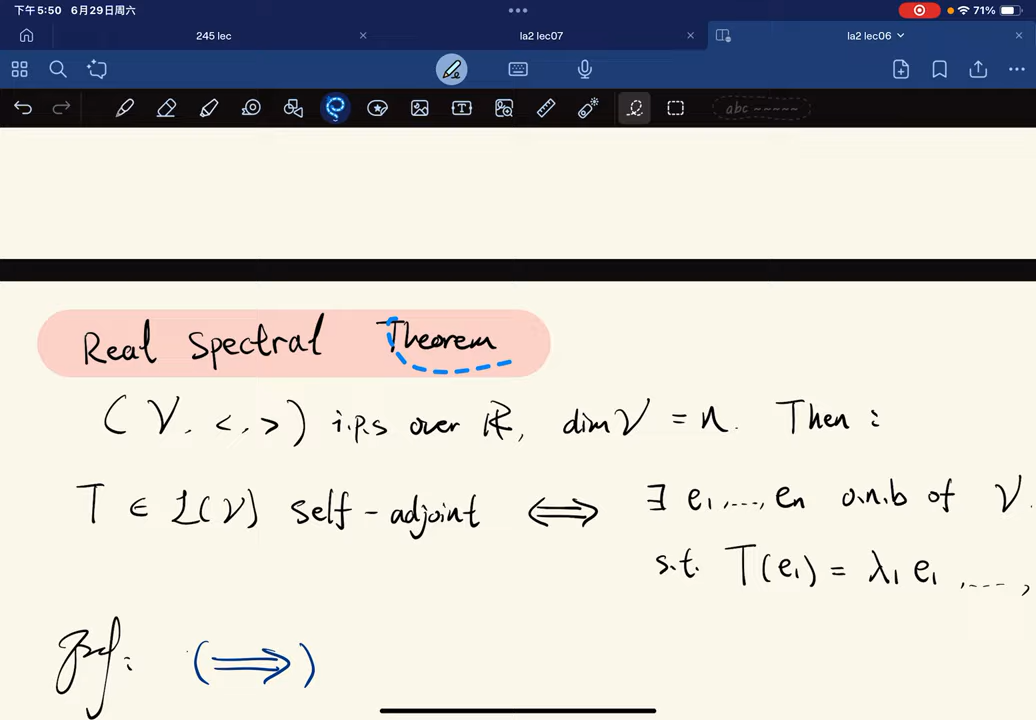 下午5:50 6月29日周六
71%
245 lec
la2 lec07
la2 lec06
abc
Real Spectral Theorem
(V, <,>) i.p.s over ℝ, dim V = n. Then :
T ∈ L(V) self-adjoint ⟺ ∃ e₁,...,en o.n.b of V.
s.t. T(e₁) = λ₁ e₁ ,....,
Prf: (⟹)